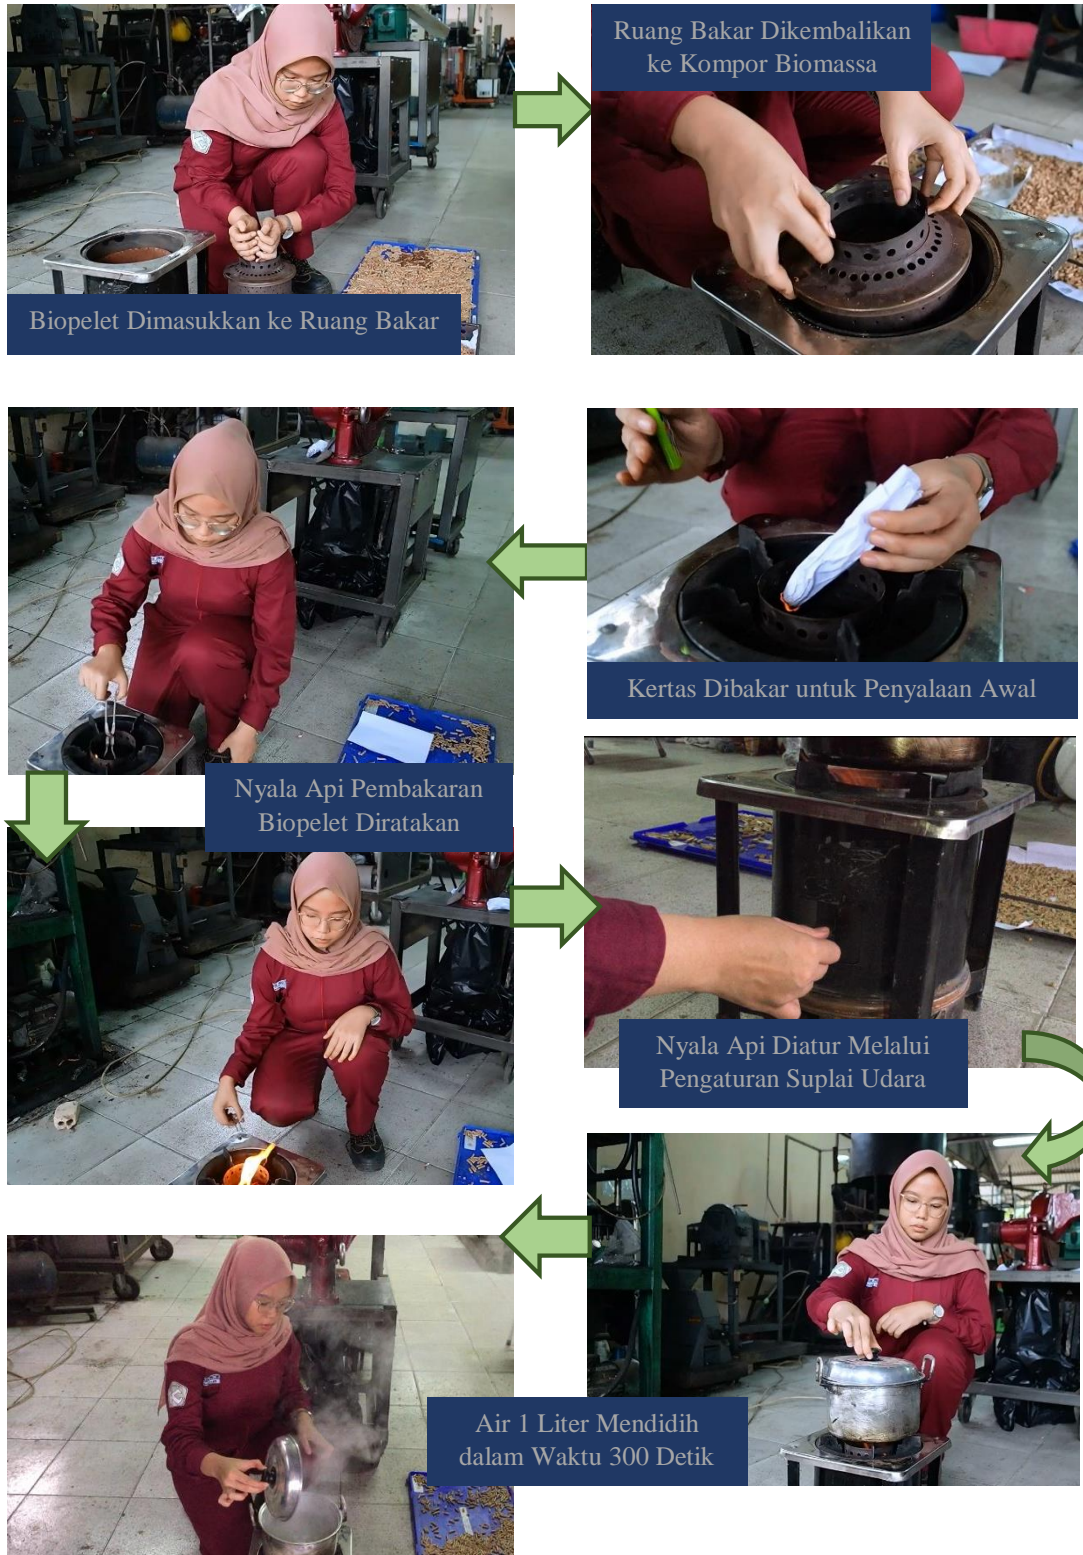 Biopelet Dimasukkan ke Ruang Bakar
Ruang Bakar Dikembalikan
ke Kompor Biomassa
Kertas Dibakar untuk Penyalaan Awal
Nyala Api Pembakaran
Biopelet Diratakan
Nyala Api Diatur Melalui
Pengaturan Suplai Udara
Air 1 Liter Mendidih
dalam Waktu 300 Detik